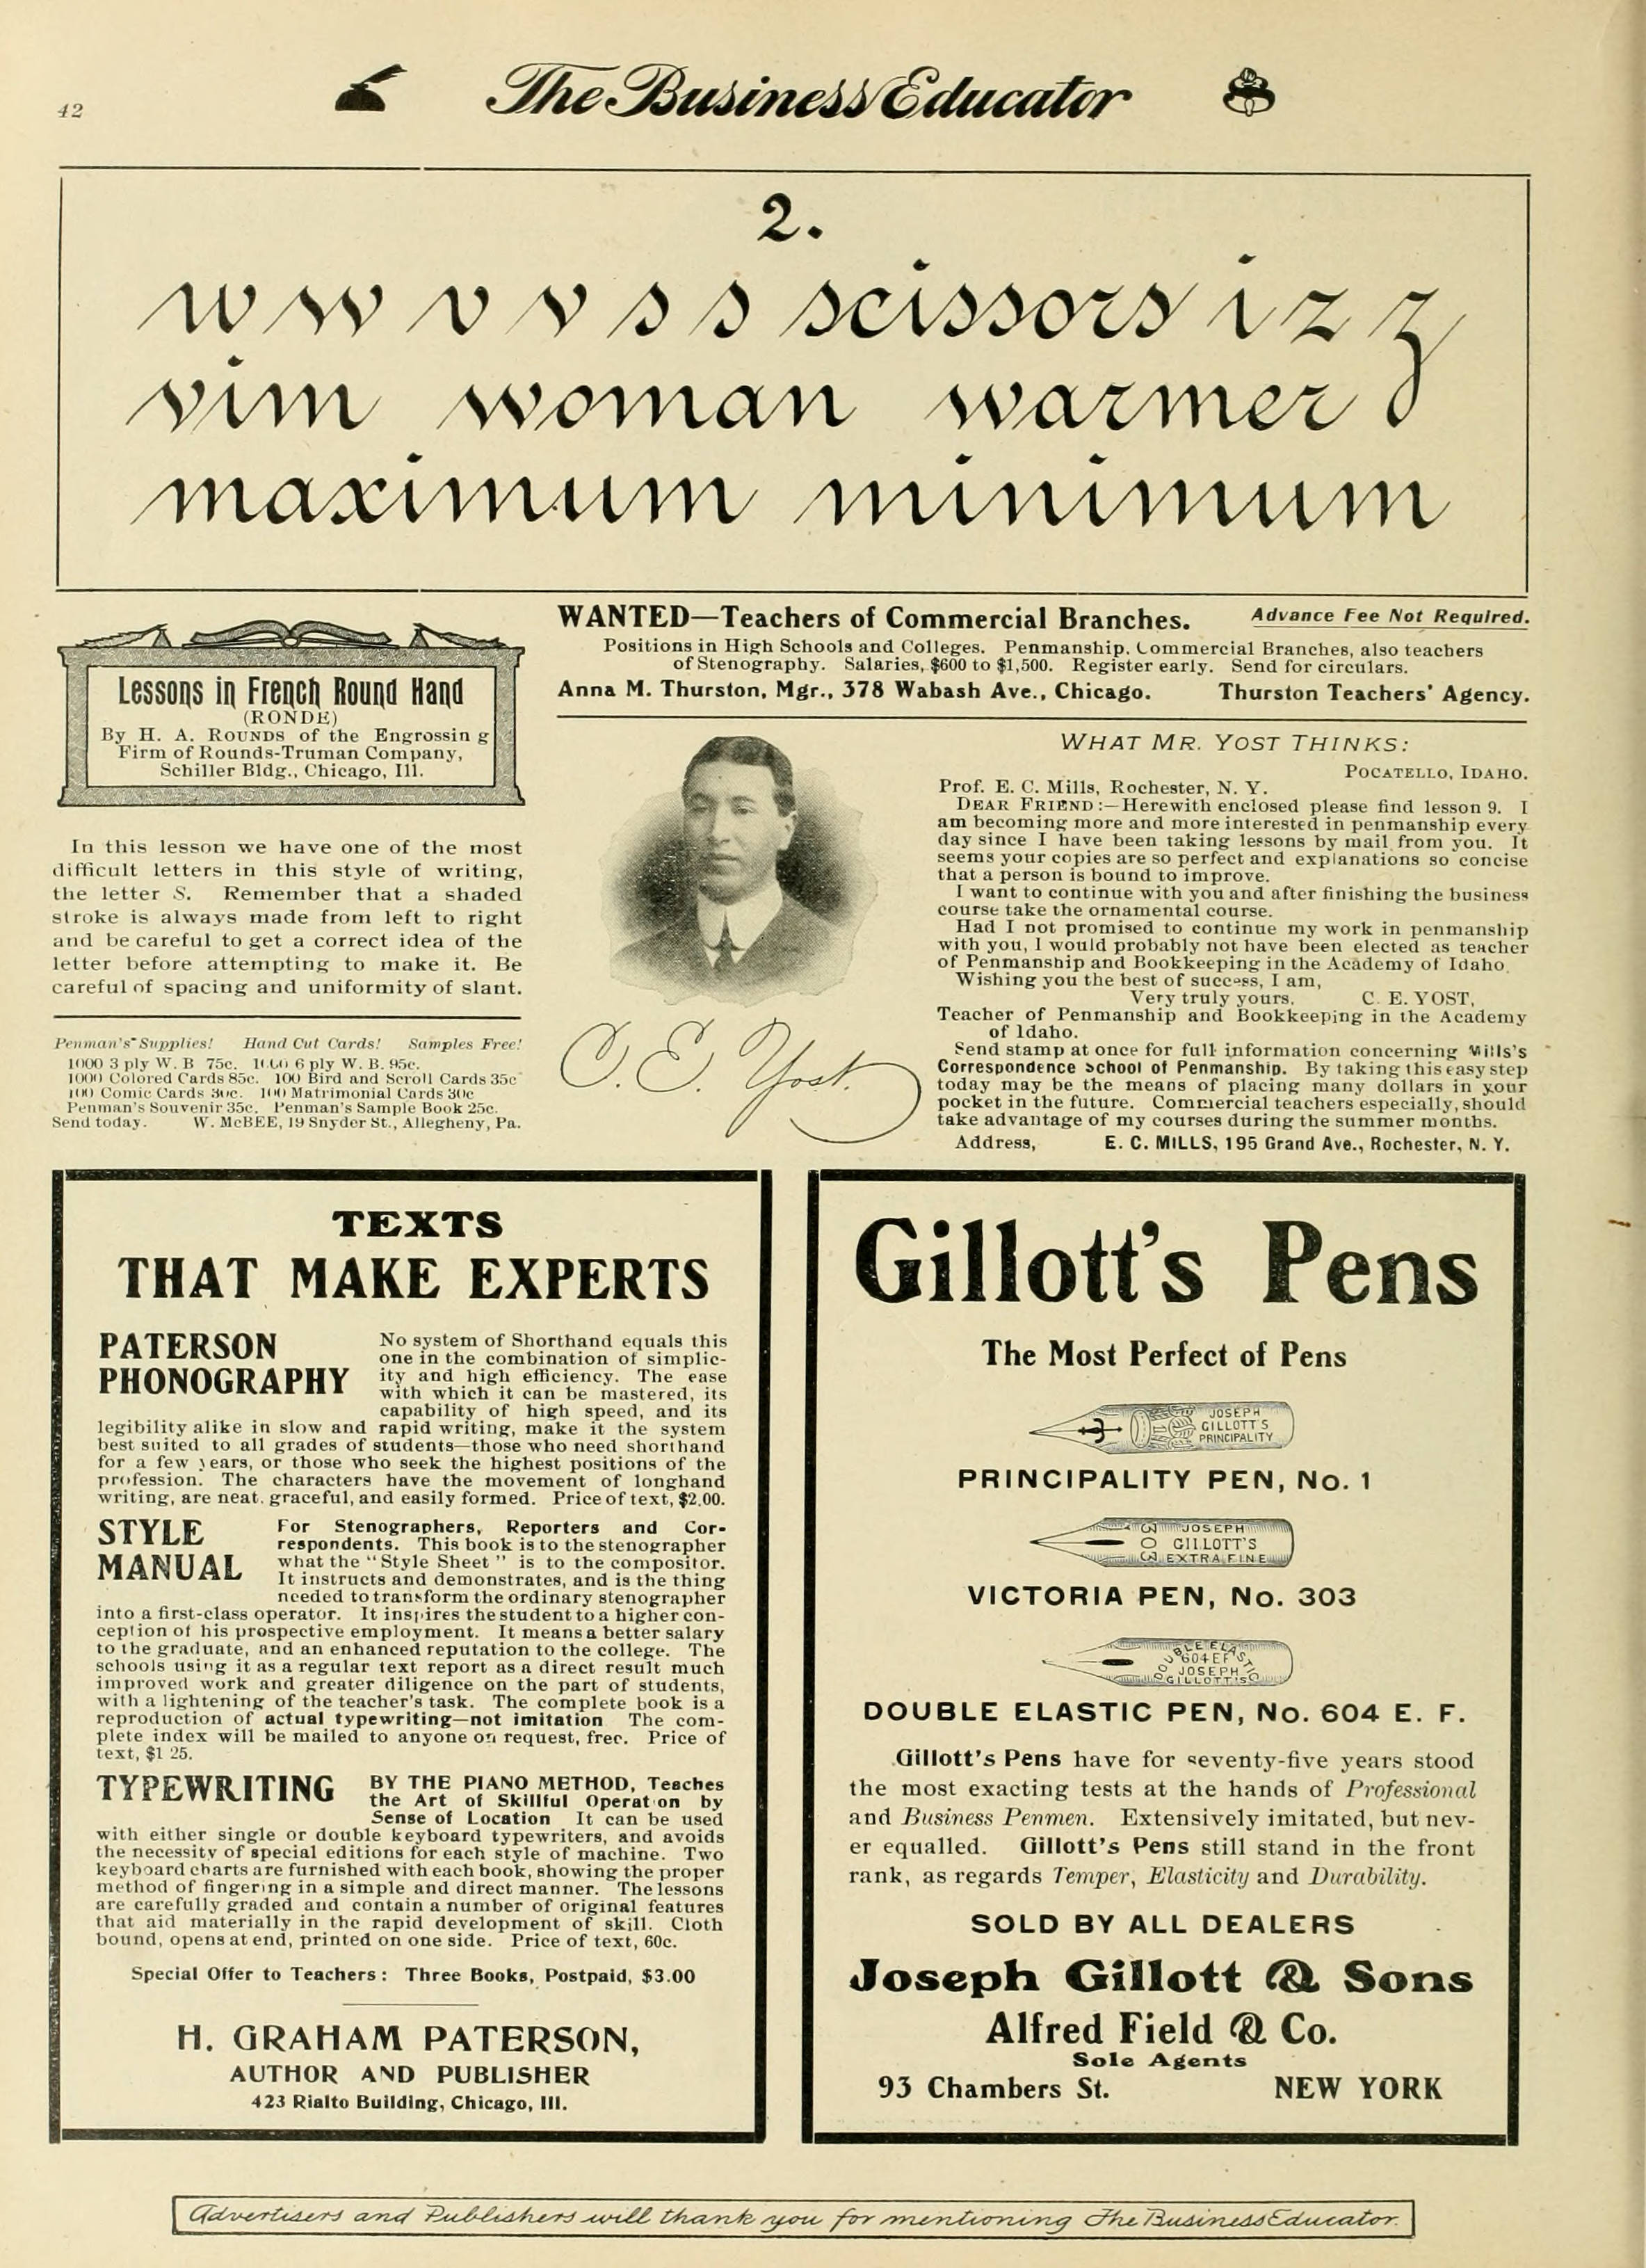 42
The Business Educator
2.
w w v v s s scissors i z z
vim woman warmer
maximum minimum
Lessons in French Round Hand
(RONDE)
By H. A. ROUNDS of the Engrossin g
Firm of Rounds-Truman Company,
Schiller Bldg., Chicago, Ill.
In this lesson we have one of the most
difficult letters in this style of writing,
the letter S. Remember that a shaded
stroke is always made from left to right
and be careful to get a correct idea of the
letter before attempting to make it. Be
careful of spacing and uniformity of slant.
Penman's Supplies! Hand Cut Cards! Samples Free!
1000 3 ply W. B 75c. 1000 6 ply W. B. 95c.
1000 Colored Cards 85c. 100 Bird and Scroll Cards 35c
100 Comic Cards 30c. 100 Matrimonial Cards 30c
Penman's Souvenir 35c. Penman's Sample Book 25c.
Send today. W. McBEE, 19 Snyder St., Allegheny, Pa.
WANTED—Teachers of Commercial Branches. Advance Fee Not Required.
Positions in High Schools and Colleges. Penmanship. Commercial Branches, also teachers
of Stenography. Salaries, $600 to $1,500. Register early. Send for circulars.
Anna M. Thurston, Mgr., 378 Wabash Ave., Chicago. Thurston Teachers' Agency.
C. E. Yost.
WHAT MR. YOST THINKS:
POCATELLO, IDAHO.
Prof. E. C. Mills, Rochester, N. Y.
DEAR FRIEND:—Herewith enclosed please find lesson 9. I
am becoming more and more interested in penmanship every
day since I have been taking lessons by mail from you. It
seems your copies are so perfect and explanations so concise
that a person is bound to improve.
I want to continue with you and after finishing the business
course take the ornamental course.
Had I not promised to continue my work in penmanship
with you, I would probably not have been elected as teacher
of Penmanship and Bookkeeping in the Academy of Idaho.
Wishing you the best of success, I am,
Very truly yours. C. E. YOST,
Teacher of Penmanship and Bookkeeping in the Academy
of Idaho.
Send stamp at once for full information concerning Mills's
Correspondence School of Penmanship. By taking this easy step
today may be the means of placing many dollars in your
pocket in the future. Commercial teachers especially, should
take advantage of my courses during the summer months.
Address, E. C. MILLS, 195 Grand Ave., Rochester, N. Y.
TEXTS
THAT MAKE EXPERTS
PATERSON
PHONOGRAPHY
No system of Shorthand equals this
one in the combination of simplic-
ity and high efficiency. The ease
with which it can be mastered, its
capability of high speed, and its
legibility alike in slow and rapid writing, make it the system
best suited to all grades of students—those who need shorthand
for a few years, or those who seek the highest positions of the
profession. The characters have the movement of longhand
writing, are neat, graceful, and easily formed. Price of text, $2.00.
STYLE
MANUAL
For Stenographers, Reporters and Cor-
respondents. This book is to the stenographer
what the "Style Sheet" is to the compositor.
It instructs and demonstrates, and is the thing
needed to transform the ordinary stenographer
into a first-class operator. It inspires the student to a higher con-
ception of his prospective employment. It means a better salary
to the graduate, and an enhanced reputation to the college. The
schools using it as a regular text report as a direct result much
improved work and greater diligence on the part of students,
with a lightening of the teacher's task. The complete book is a
reproduction of actual typewriting—not imitation The com-
plete index will be mailed to anyone on request, free. Price of
text, $1 25.
TYPEWRITING
BY THE PIANO METHOD, Teaches
the Art of Skillful Operation by
Sense of Location It can be used
with either single or double keyboard typewriters, and avoids
the necessity of special editions for each style of machine. Two
keyboard charts are furnished with each book, showing the proper
method of fingering in a simple and direct manner. The lessons
are carefully graded and contain a number of original features
that aid materially in the rapid development of skill. Cloth
bound, opens at end, printed on one side. Price of text, 60c.
Special Offer to Teachers: Three Books, Postpaid, $3.00
H. GRAHAM PATERSON,
AUTHOR AND PUBLISHER
423 Rialto Building, Chicago, Ill.
Gillott's Pens
The Most Perfect of Pens
JOSEPH
GILLOTT'S
PRINCIPALITY
PRINCIPALITY PEN, No. 1
303
JOSEPH
GILLOTT'S
EXTRA FINE
VICTORIA PEN, No. 303
DOUBLE ELASTIC
604 EF
JOSEPH
GILLOTT'S
DOUBLE ELASTIC PEN, No. 604 E. F.
Gillott's Pens have for seventy-five years stood
the most exacting tests at the hands of Professional
and Business Penmen. Extensively imitated, but nev-
er equalled. Gillott's Pens still stand in the front
rank, as regards Temper, Elasticity and Durability.
SOLD BY ALL DEALERS
Joseph Gillott & Sons
Alfred Field & Co.
Sole Agents
93 Chambers St. NEW YORK
Advertisers and Publishers will thank you for mentioning The Business Educator.